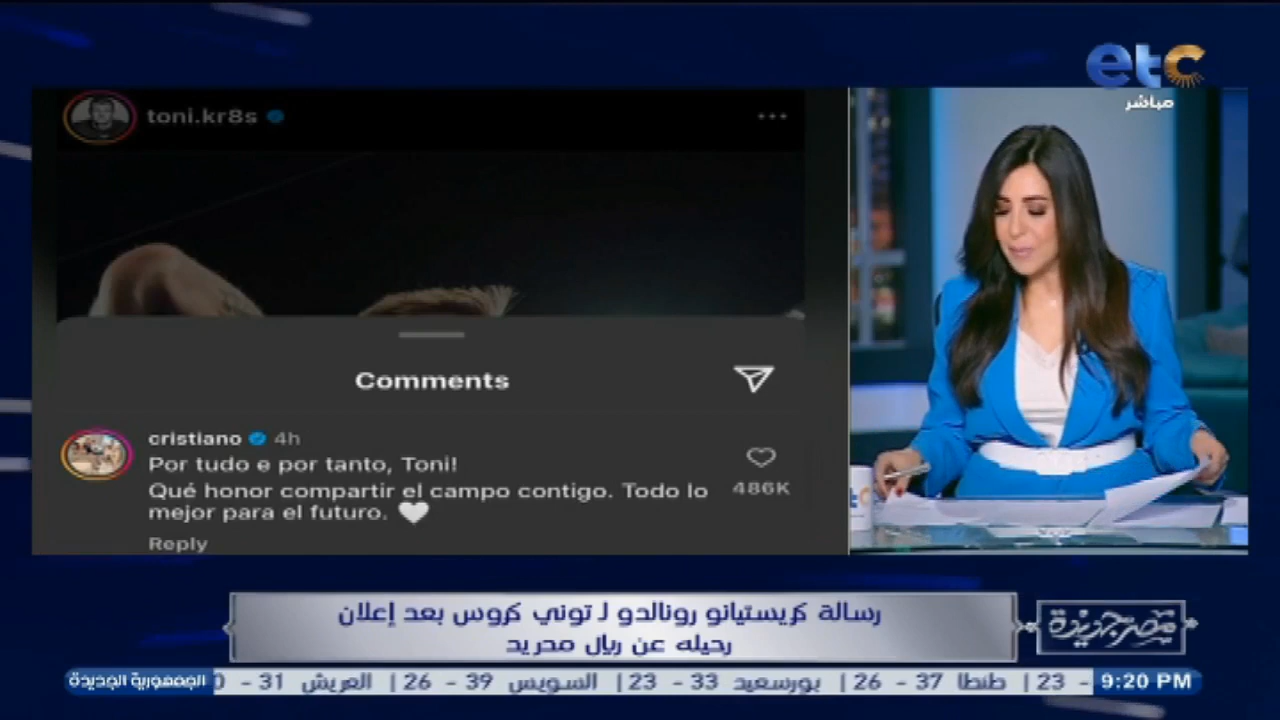 etc
مباشر
toni.kr8s
Comments
cristiano 4h
Por tudo e por tanto, Toni!
Qué honor compartir el campo contigo. Todo lo
mejor para el futuro.
486K
Reply
رسالة كريستيانو رونالدو لـ توني كروس بعد إعلان
رحيله عن ريال مدريد
مصر جديدة
9:20 PM
23 - | طنطا 37 - 26 | بورسعيد 33 - 23 | السويس 39 - 26 | العريش 31 - 0
الجمهورية الجديدة